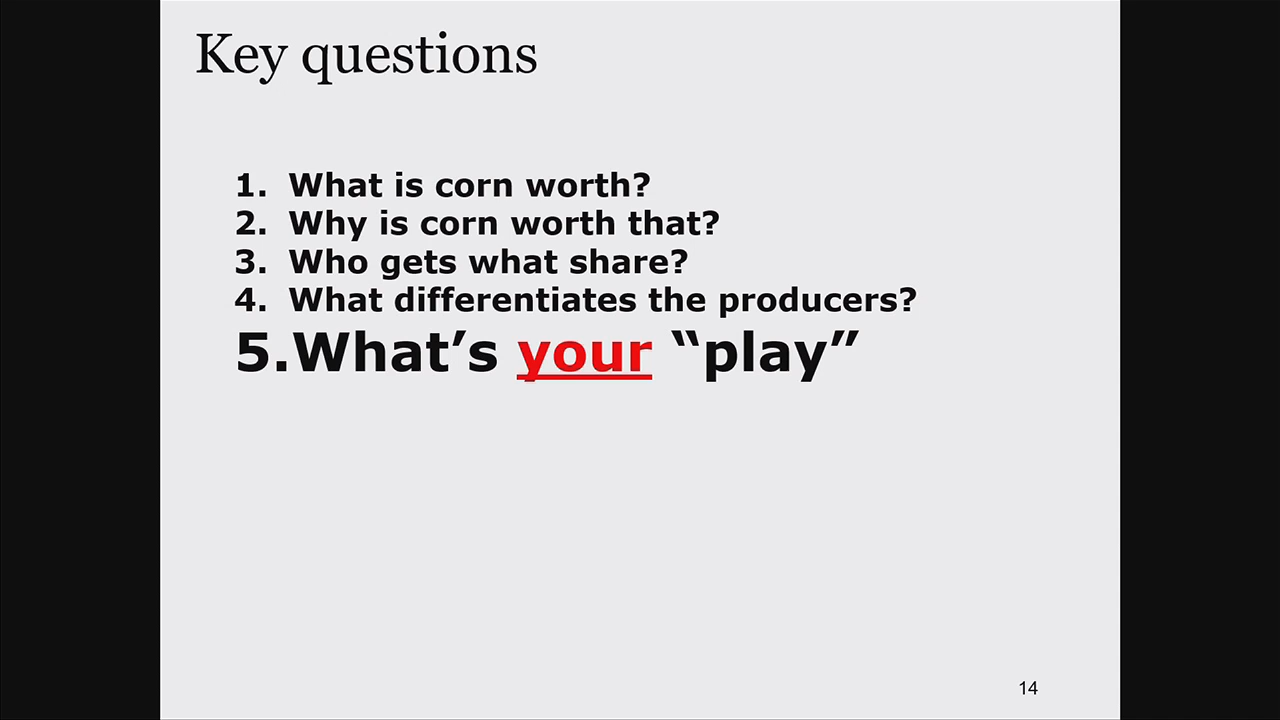 Key questions
1. What is corn worth?
2. Why is corn worth that?
3. Who gets what share?
4. What differentiates the producers?
5.What’s your “play”
14